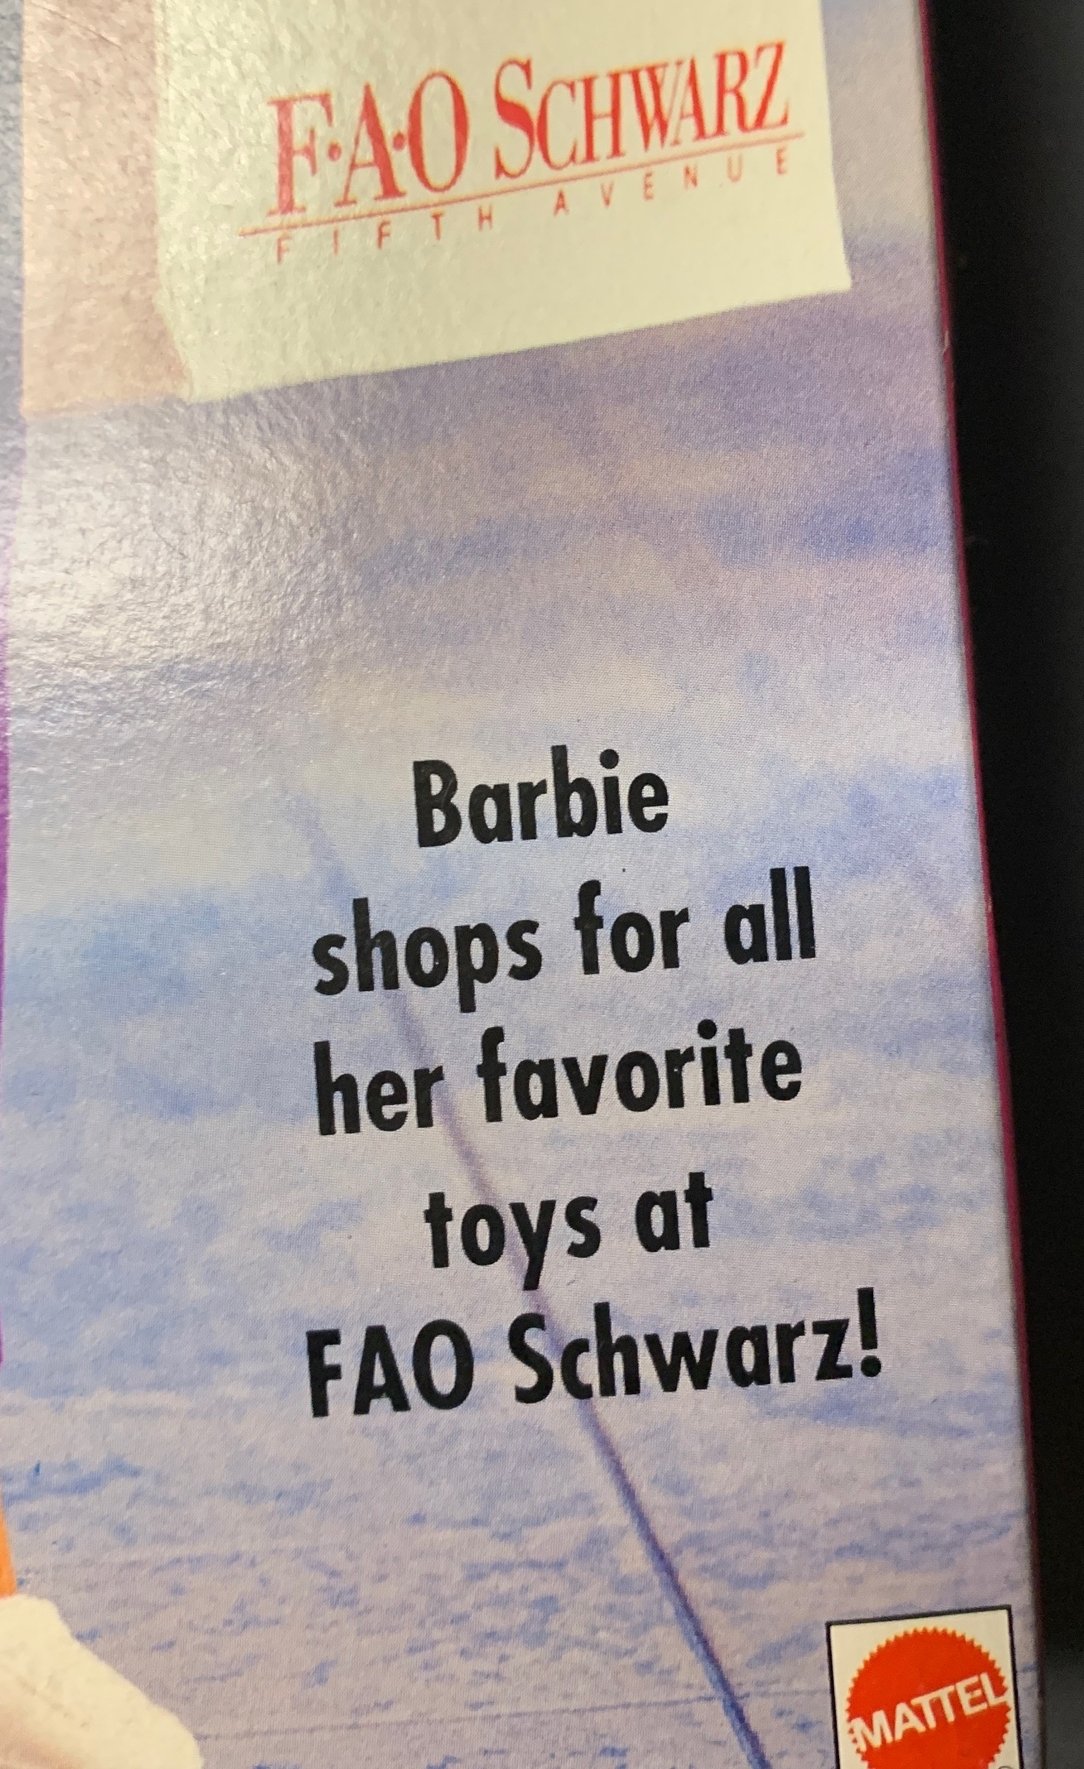 F·A·O SCHWARZ
FIFTH AVENUE
Barbie
shops for all
her favorite
toys at
FAO Schwarz!
MATTEL
®